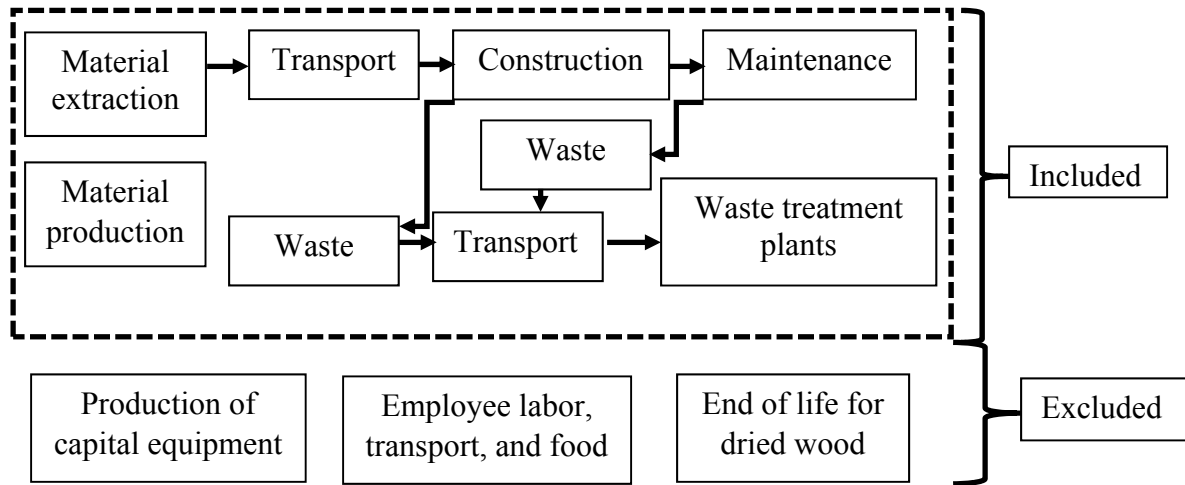 Material
extraction
Transport
Construction
Maintenance
Waste
Included
Material
production
Waste
Transport
Waste treatment
plants
Production of
capital equipment
Employee labor,
transport, and food
End of life for
dried wood
Excluded